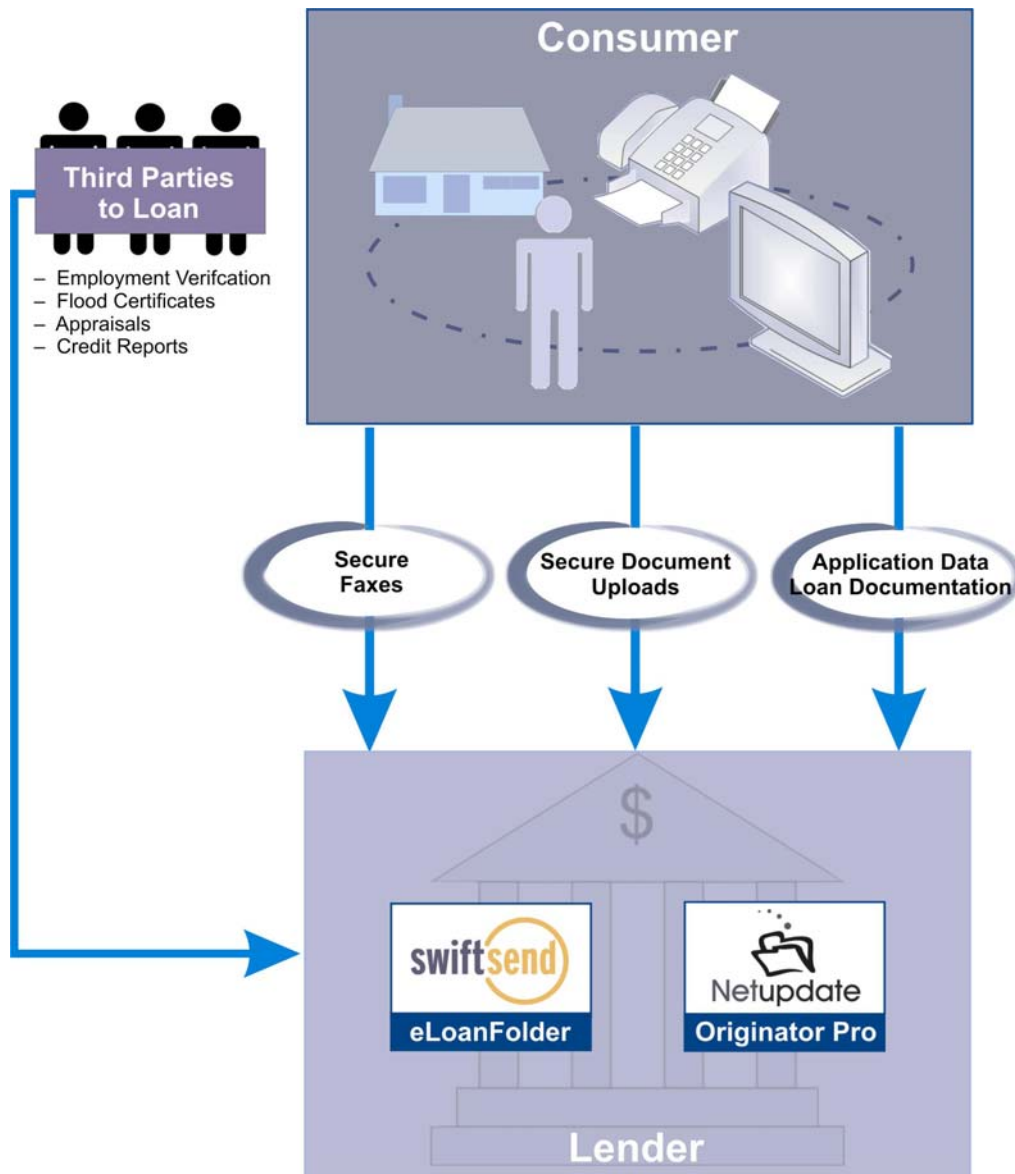 Consumer
Third Parties
to Loan
– Employment Verifcation
– Flood Certificates
– Appraisals
– Credit Reports
Secure
Faxes
Secure Document
Uploads
Application Data
Loan Documentation
$
swiftsend
eLoanFolder
Netupdate
Originator Pro
Lender